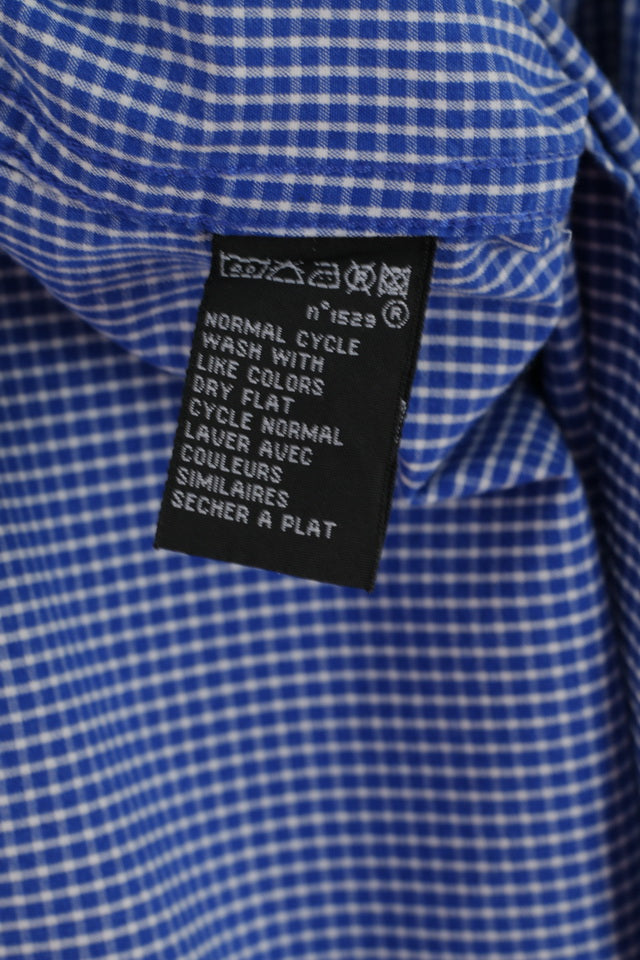 n°1529 ®
NORMAL CYCLE
WASH WITH
LIKE COLORS
DRY FLAT
CYCLE NORMAL
LAVER AVEC
COULEURS
SIMILAIRES
SECHER A PLAT